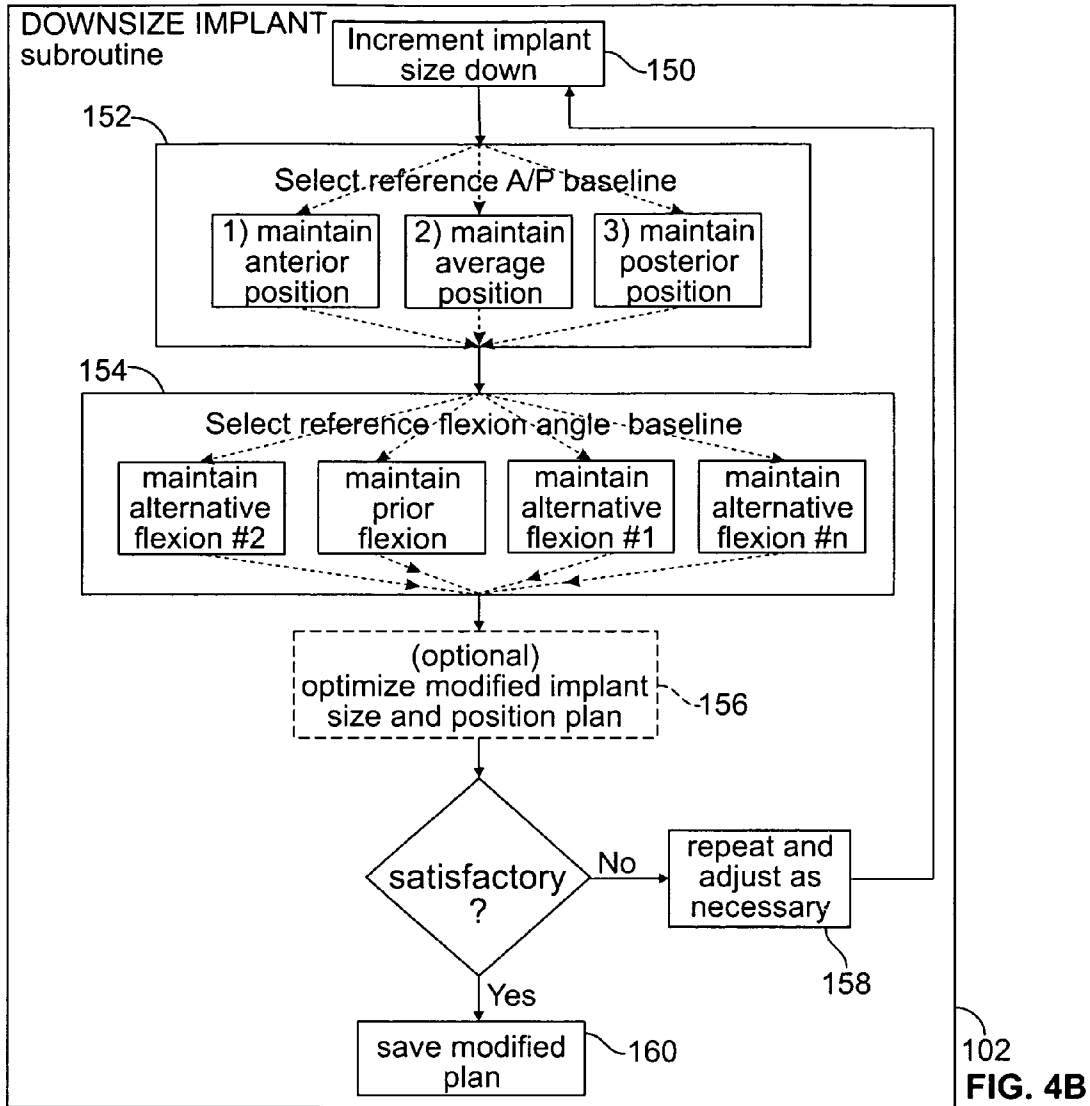 DOWNSIZE IMPLANT
subroutine
Increment implant
size down
150
152
Select reference A/P baseline
1) maintain
anterior
position
2) maintain
average
position
3) maintain
posterior
position
154
Select reference flexion angle baseline
maintain
alternative
flexion #2
maintain
prior
flexion
maintain
alternative
flexion #1
maintain
alternative
flexion #n
(optional)
optimize modified implant
size and position plan
156
satisfactory
?
No
repeat and
adjust as
necessary
158
Yes
save modified
plan
160
102
FIG. 4B